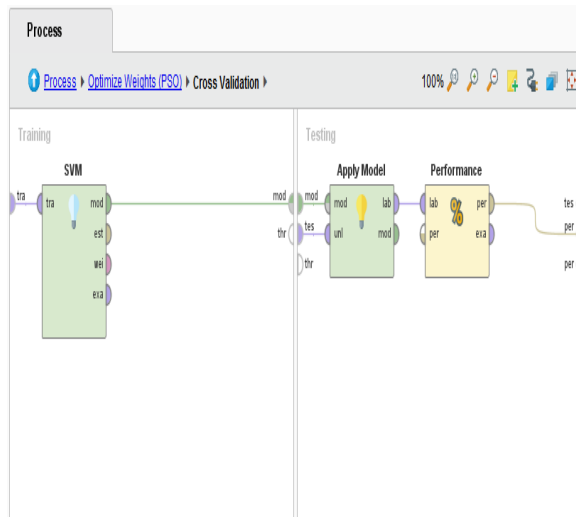 Process
Process ▸ Optimize Weights (PSO) ▸ Cross Validation ▸ 100%
Training
Testing
SVM
Apply Model
Performance
tra
tra
mod
est
wei
exa
mod
thr
mod
tes
thr
mod
unl
lab
mod
lab
per
per
exa
tes
per
per